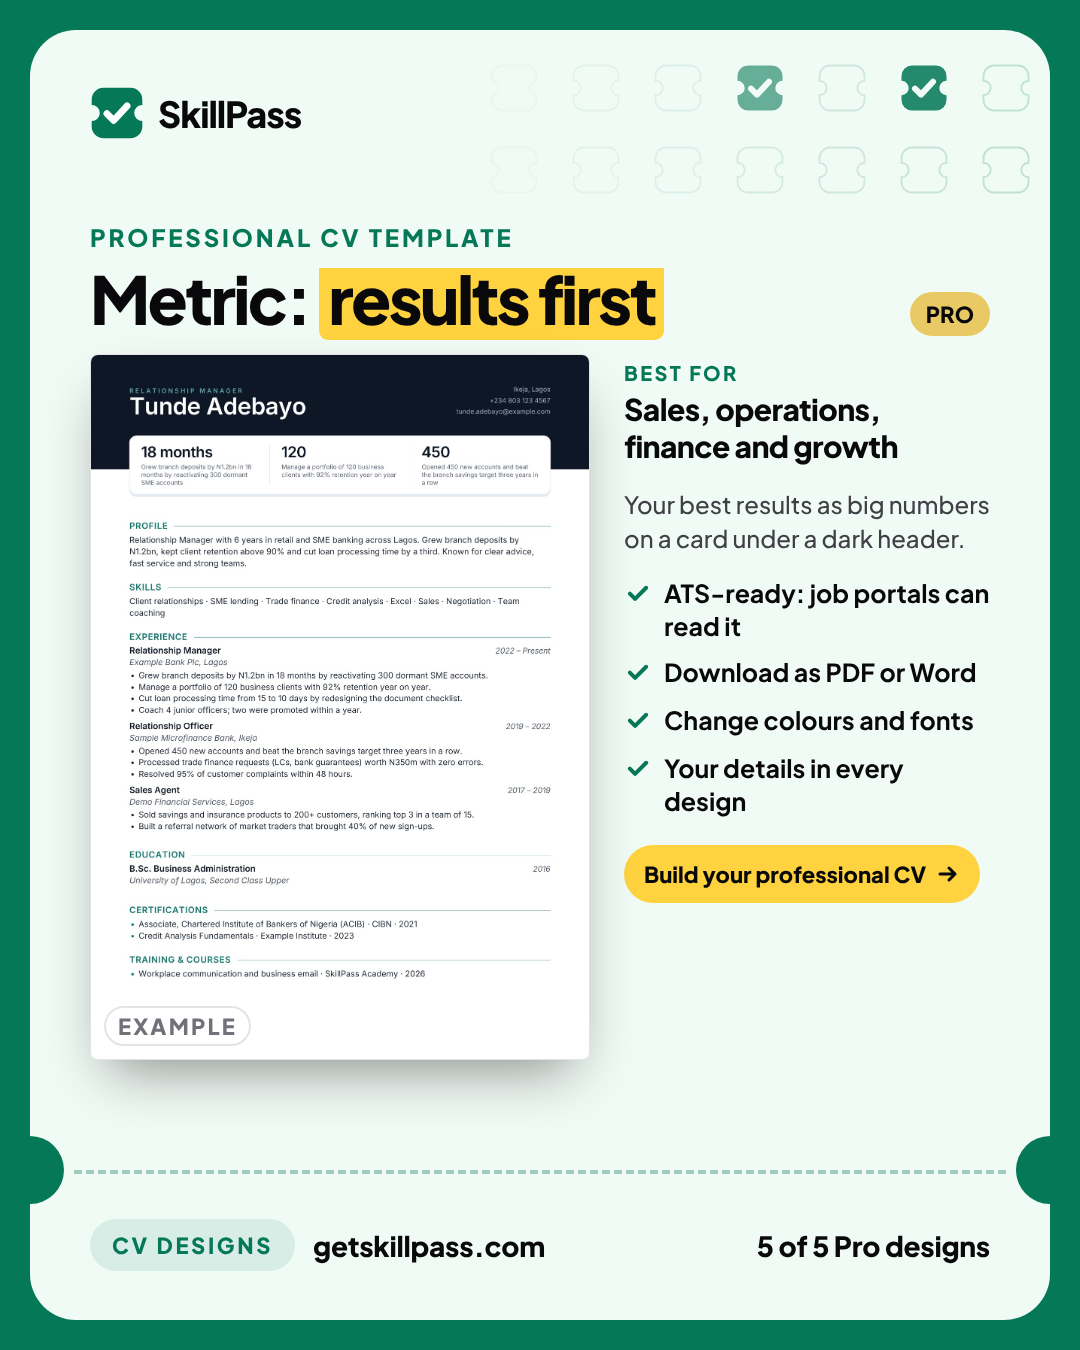 SkillPass
PROFESSIONAL CV TEMPLATE
Metric: results first
PRO
RELATIONSHIP MANAGER
Tunde Adebayo
Ikeja, Lagos
+234 803 123 4567
tunde.adebayo@example.com
18 months
Grew branch deposits by N1.2bn in 18
months by reactivating 300 dormant
SME accounts
120
Manage a portfolio of 120 business
clients with 92% retention year on year
450
Opened 450 new accounts and beat
the branch savings target three years in
a row
PROFILE
Relationship Manager with 6 years in retail and SME banking across Lagos. Grew branch deposits by
N1.2bn, kept client retention above 90% and cut loan processing time by a third. Known for clear advice,
fast service and strong teams.
SKILLS
Client relationships · SME lending · Trade finance · Credit analysis · Excel · Sales · Negotiation · Team
coaching
EXPERIENCE
Relationship Manager 2022 – Present
Example Bank Plc, Lagos
• Grew branch deposits by N1.2bn in 18 months by reactivating 300 dormant SME accounts.
• Manage a portfolio of 120 business clients with 92% retention year on year.
• Cut loan processing time from 15 to 10 days by redesigning the document checklist.
• Coach 4 junior officers; two were promoted within a year.
Relationship Officer 2019 – 2022
Sample Microfinance Bank, Ikeja
• Opened 450 new accounts and beat the branch savings target three years in a row.
• Processed trade finance requests (LCs, bank guarantees) worth N350m with zero errors.
• Resolved 95% of customer complaints within 48 hours.
Sales Agent 2017 – 2019
Demo Financial Services, Lagos
• Sold savings and insurance products to 200+ customers, ranking top 3 in a team of 15.
• Built a referral network of market traders that brought 40% of new sign-ups.
EDUCATION
B.Sc. Business Administration 2016
University of Lagos, Second Class Upper
CERTIFICATIONS
• Associate, Chartered Institute of Bankers of Nigeria (ACIB) · CIBN · 2021
• Credit Analysis Fundamentals · Example Institute · 2023
TRAINING & COURSES
• Workplace communication and business email · SkillPass Academy · 2026
EXAMPLE
BEST FOR
Sales, operations,
finance and growth
Your best results as big numbers
on a card under a dark header.
ATS-ready: job portals can
read it
Download as PDF or Word
Change colours and fonts
Your details in every
design
Build your professional CV →
CV DESIGNS
getskillpass.com
5 of 5 Pro designs